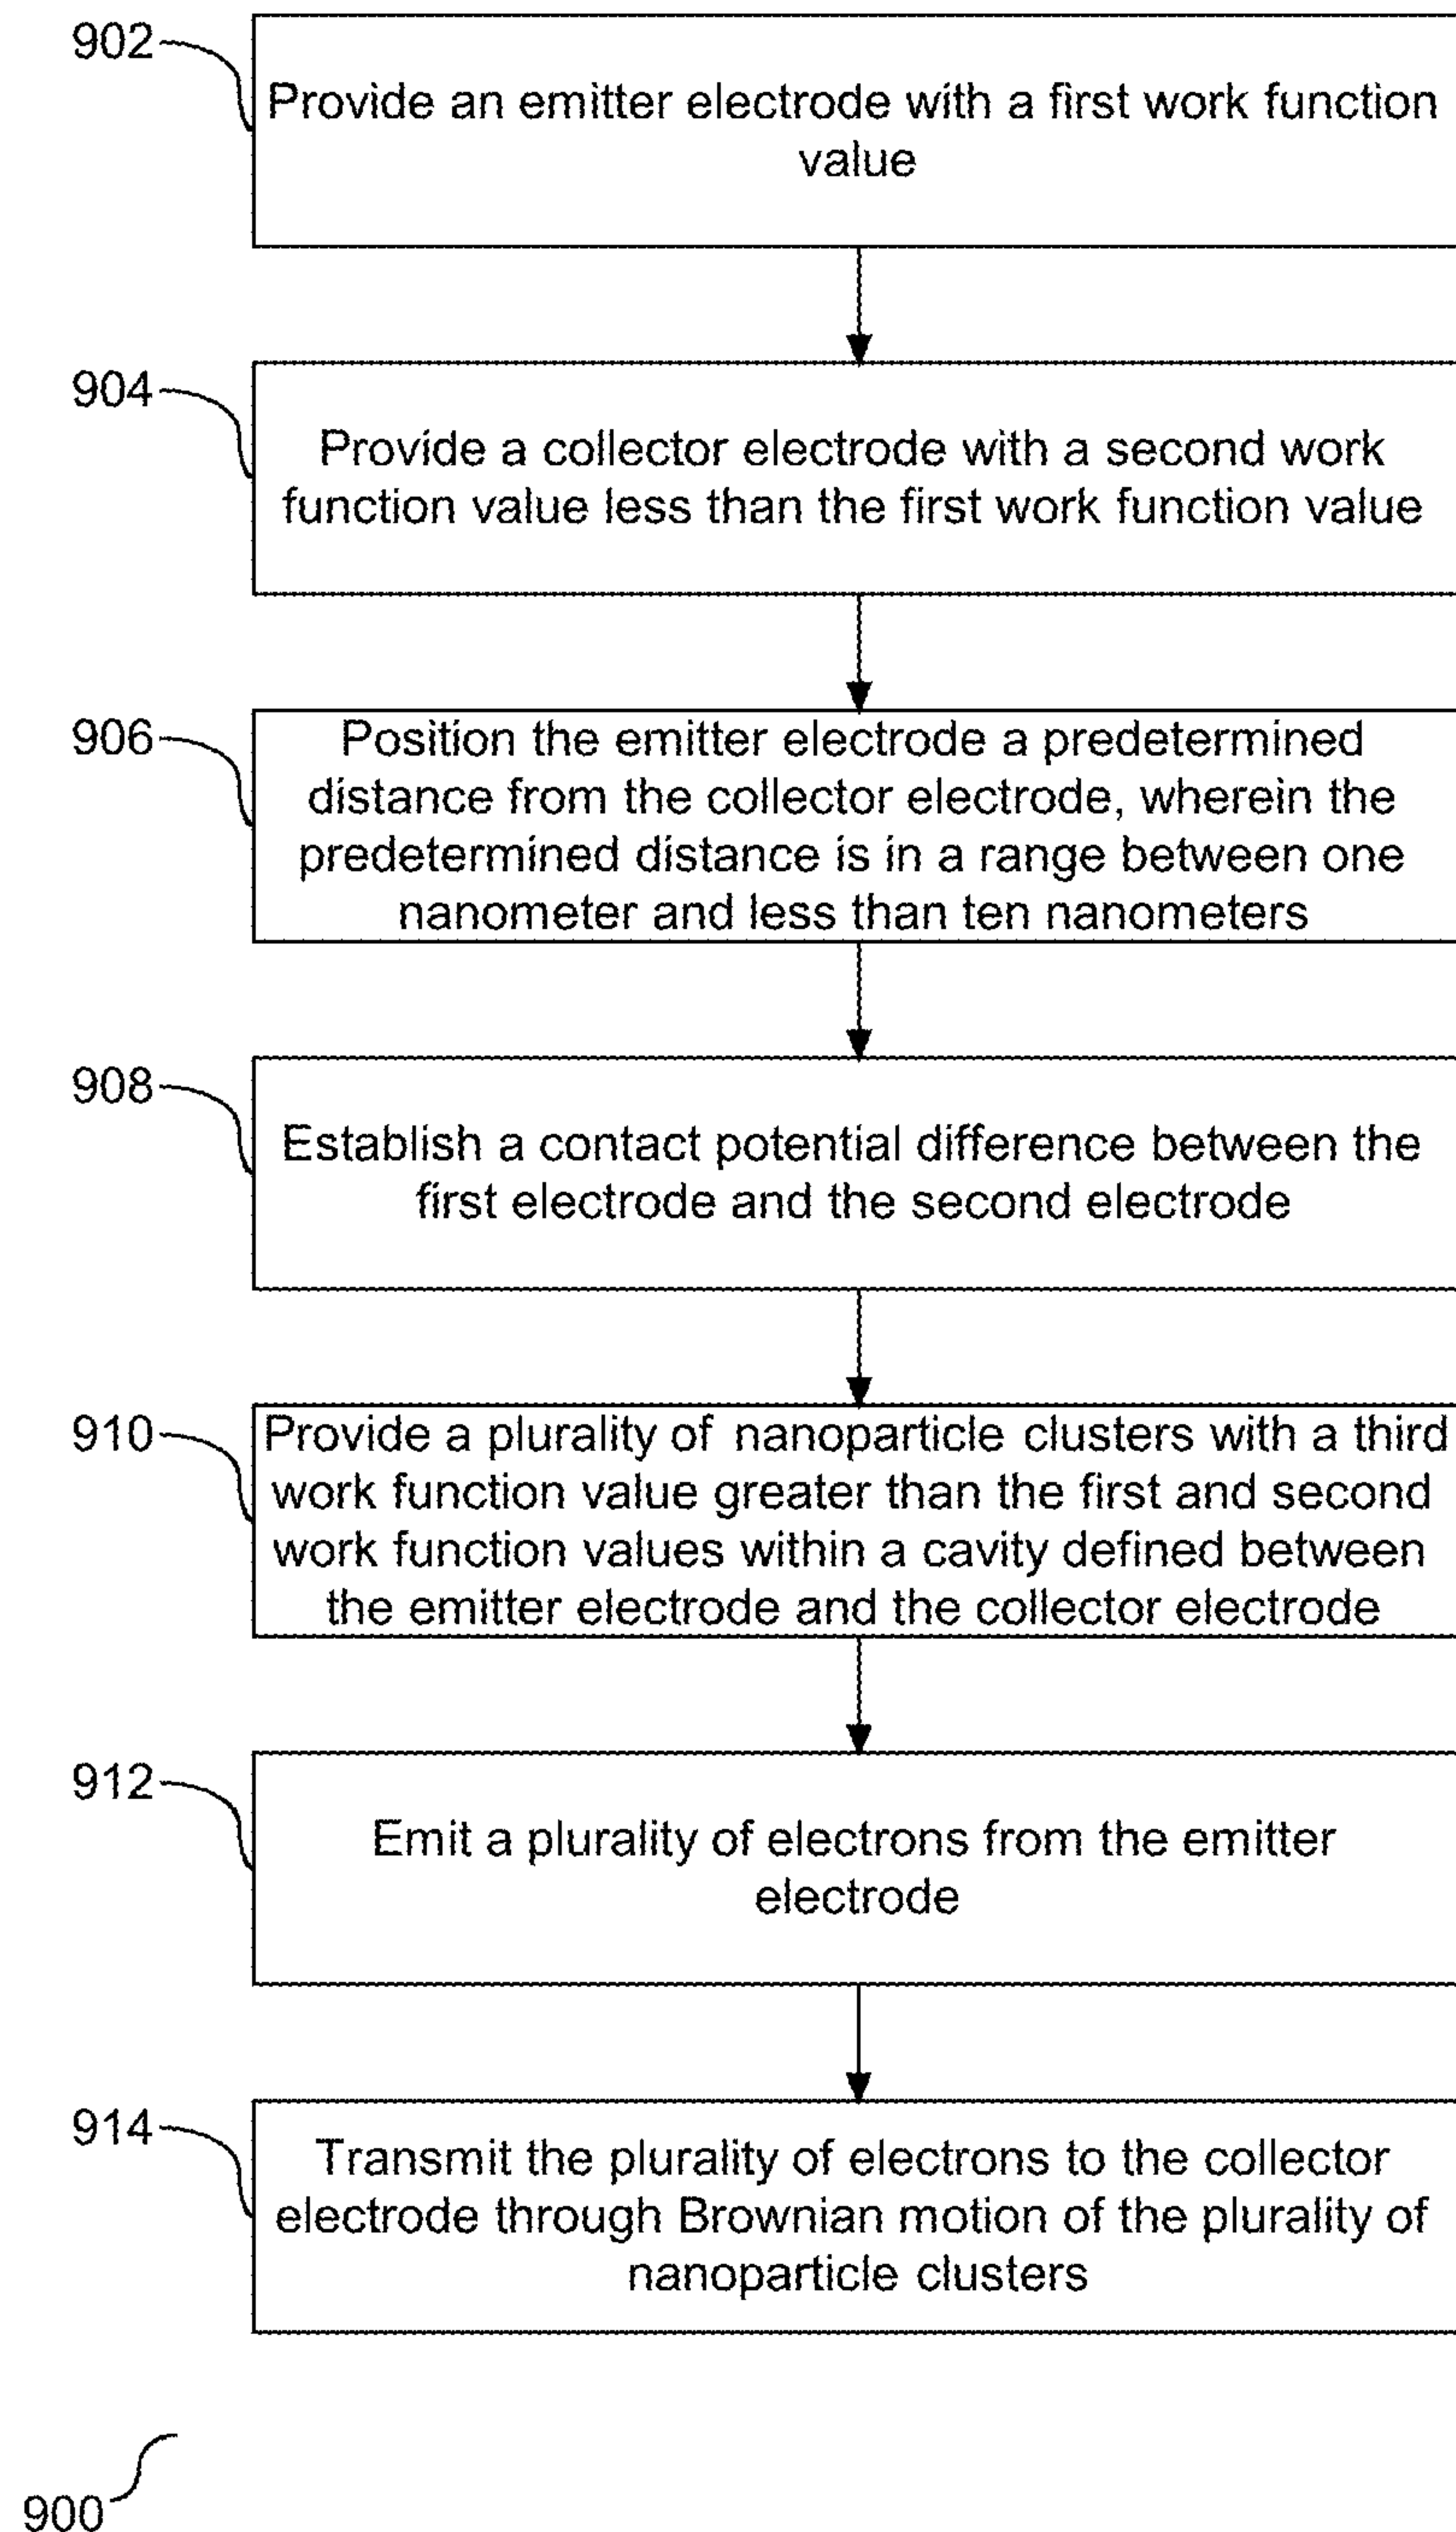 902
Provide an emitter electrode with a first work function
value
904
Provide a collector electrode with a second work
function value less than the first work function value
906
Position the emitter electrode a predetermined
distance from the collector electrode, wherein the
predetermined distance is in a range between one
nanometer and less than ten nanometers
908
Establish a contact potential difference between the
first electrode and the second electrode
910
Provide a plurality of nanoparticle clusters with a third
work function value greater than the first and second
work function values within a cavity defined between
the emitter electrode and the collector electrode
912
Emit a plurality of electrons from the emitter
electrode
914
Transmit the plurality of electrons to the collector
electrode through Brownian motion of the plurality of
nanoparticle clusters
900